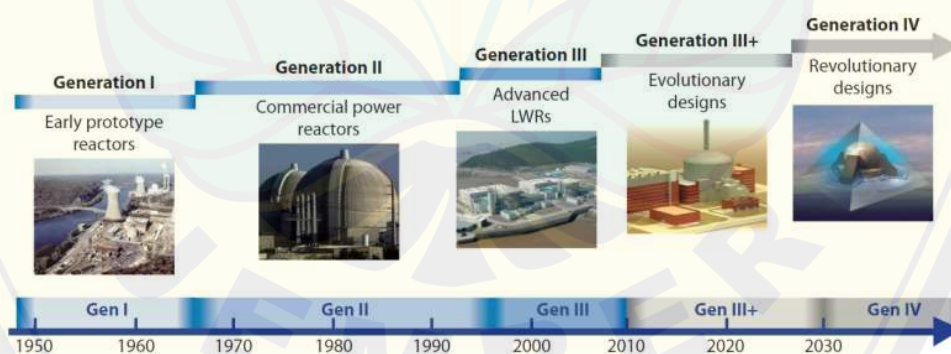 Generation I
Early prototype
reactors
Generation II
Commercial power
reactors
Generation III
Advanced
LWRs
Generation III+
Evolutionary
designs
Generation IV
Revolutionary
designs
Gen I
Gen II
Gen III
Gen III+
Gen IV
1950 1960 1970 1980 1990 2000 2010 2020 2030